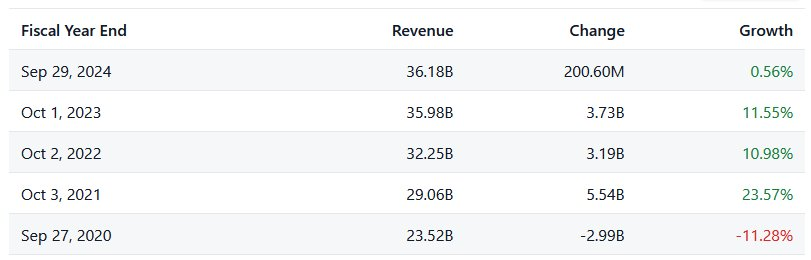 Fiscal Year End Revenue Change Growth
Sep 29, 2024 36.18B 200.60M 0.56%
Oct 1, 2023 35.98B 3.73B 11.55%
Oct 2, 2022 32.25B 3.19B 10.98%
Oct 3, 2021 29.06B 5.54B 23.57%
Sep 27, 2020 23.52B -2.99B -11.28%